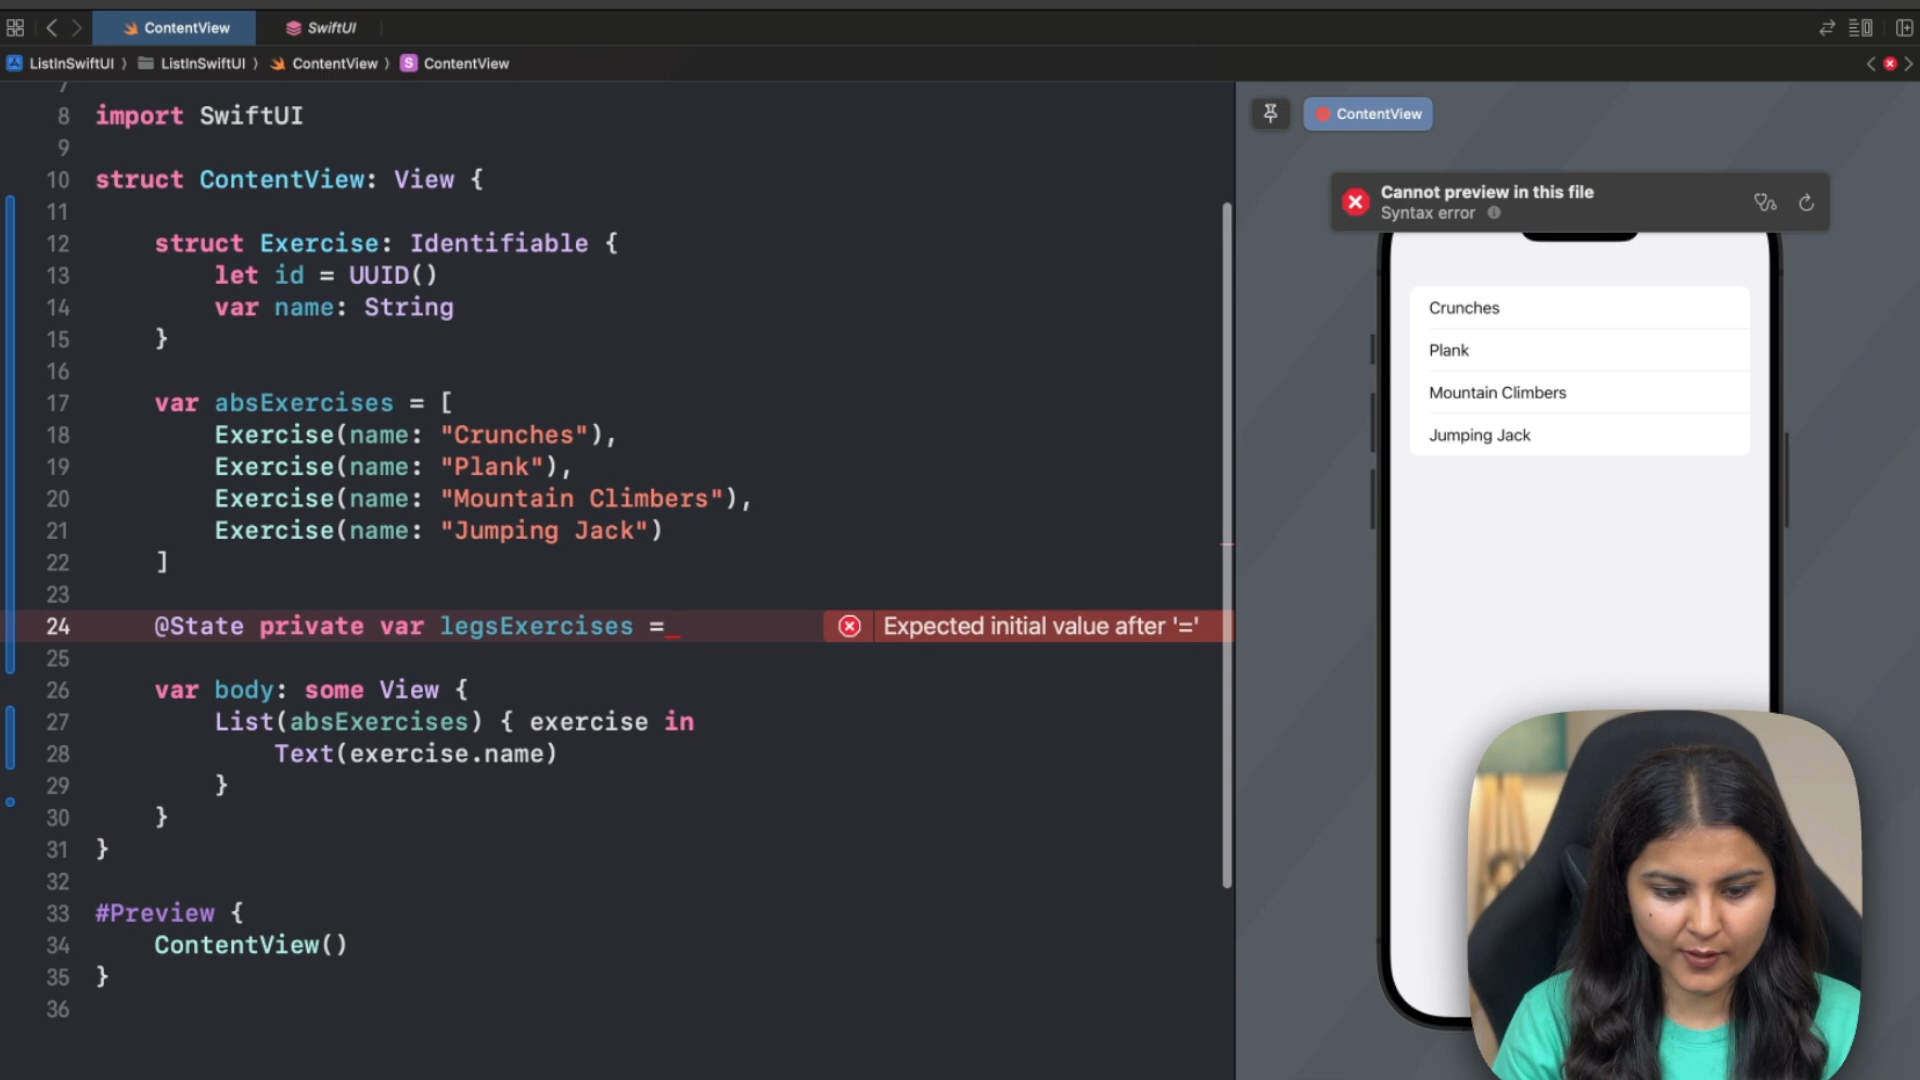 ContentView
SwiftUI
ListInSwiftUI
ListInSwiftUI
ContentView
S
ContentView
7
8 import SwiftUI
9
10 struct ContentView: View {
11
12 struct Exercise: Identifiable {
13 let id = UUID()
14 var name: String
15 }
16
17 var absExercises = [
18 Exercise(name: "Crunches"),
19 Exercise(name: "Plank"),
20 Exercise(name: "Mountain Climbers"),
21 Exercise(name: "Jumping Jack")
22 ]
23
24 @State private var legsExercises =
Expected initial value after '='
25
26 var body: some View {
27 List(absExercises) { exercise in
28 Text(exercise.name)
29 }
30 }
31 }
32
33 #Preview {
34 ContentView()
35 }
36
ContentView
Cannot preview in this file
Syntax error
Crunches
Plank
Mountain Climbers
Jumping Jack